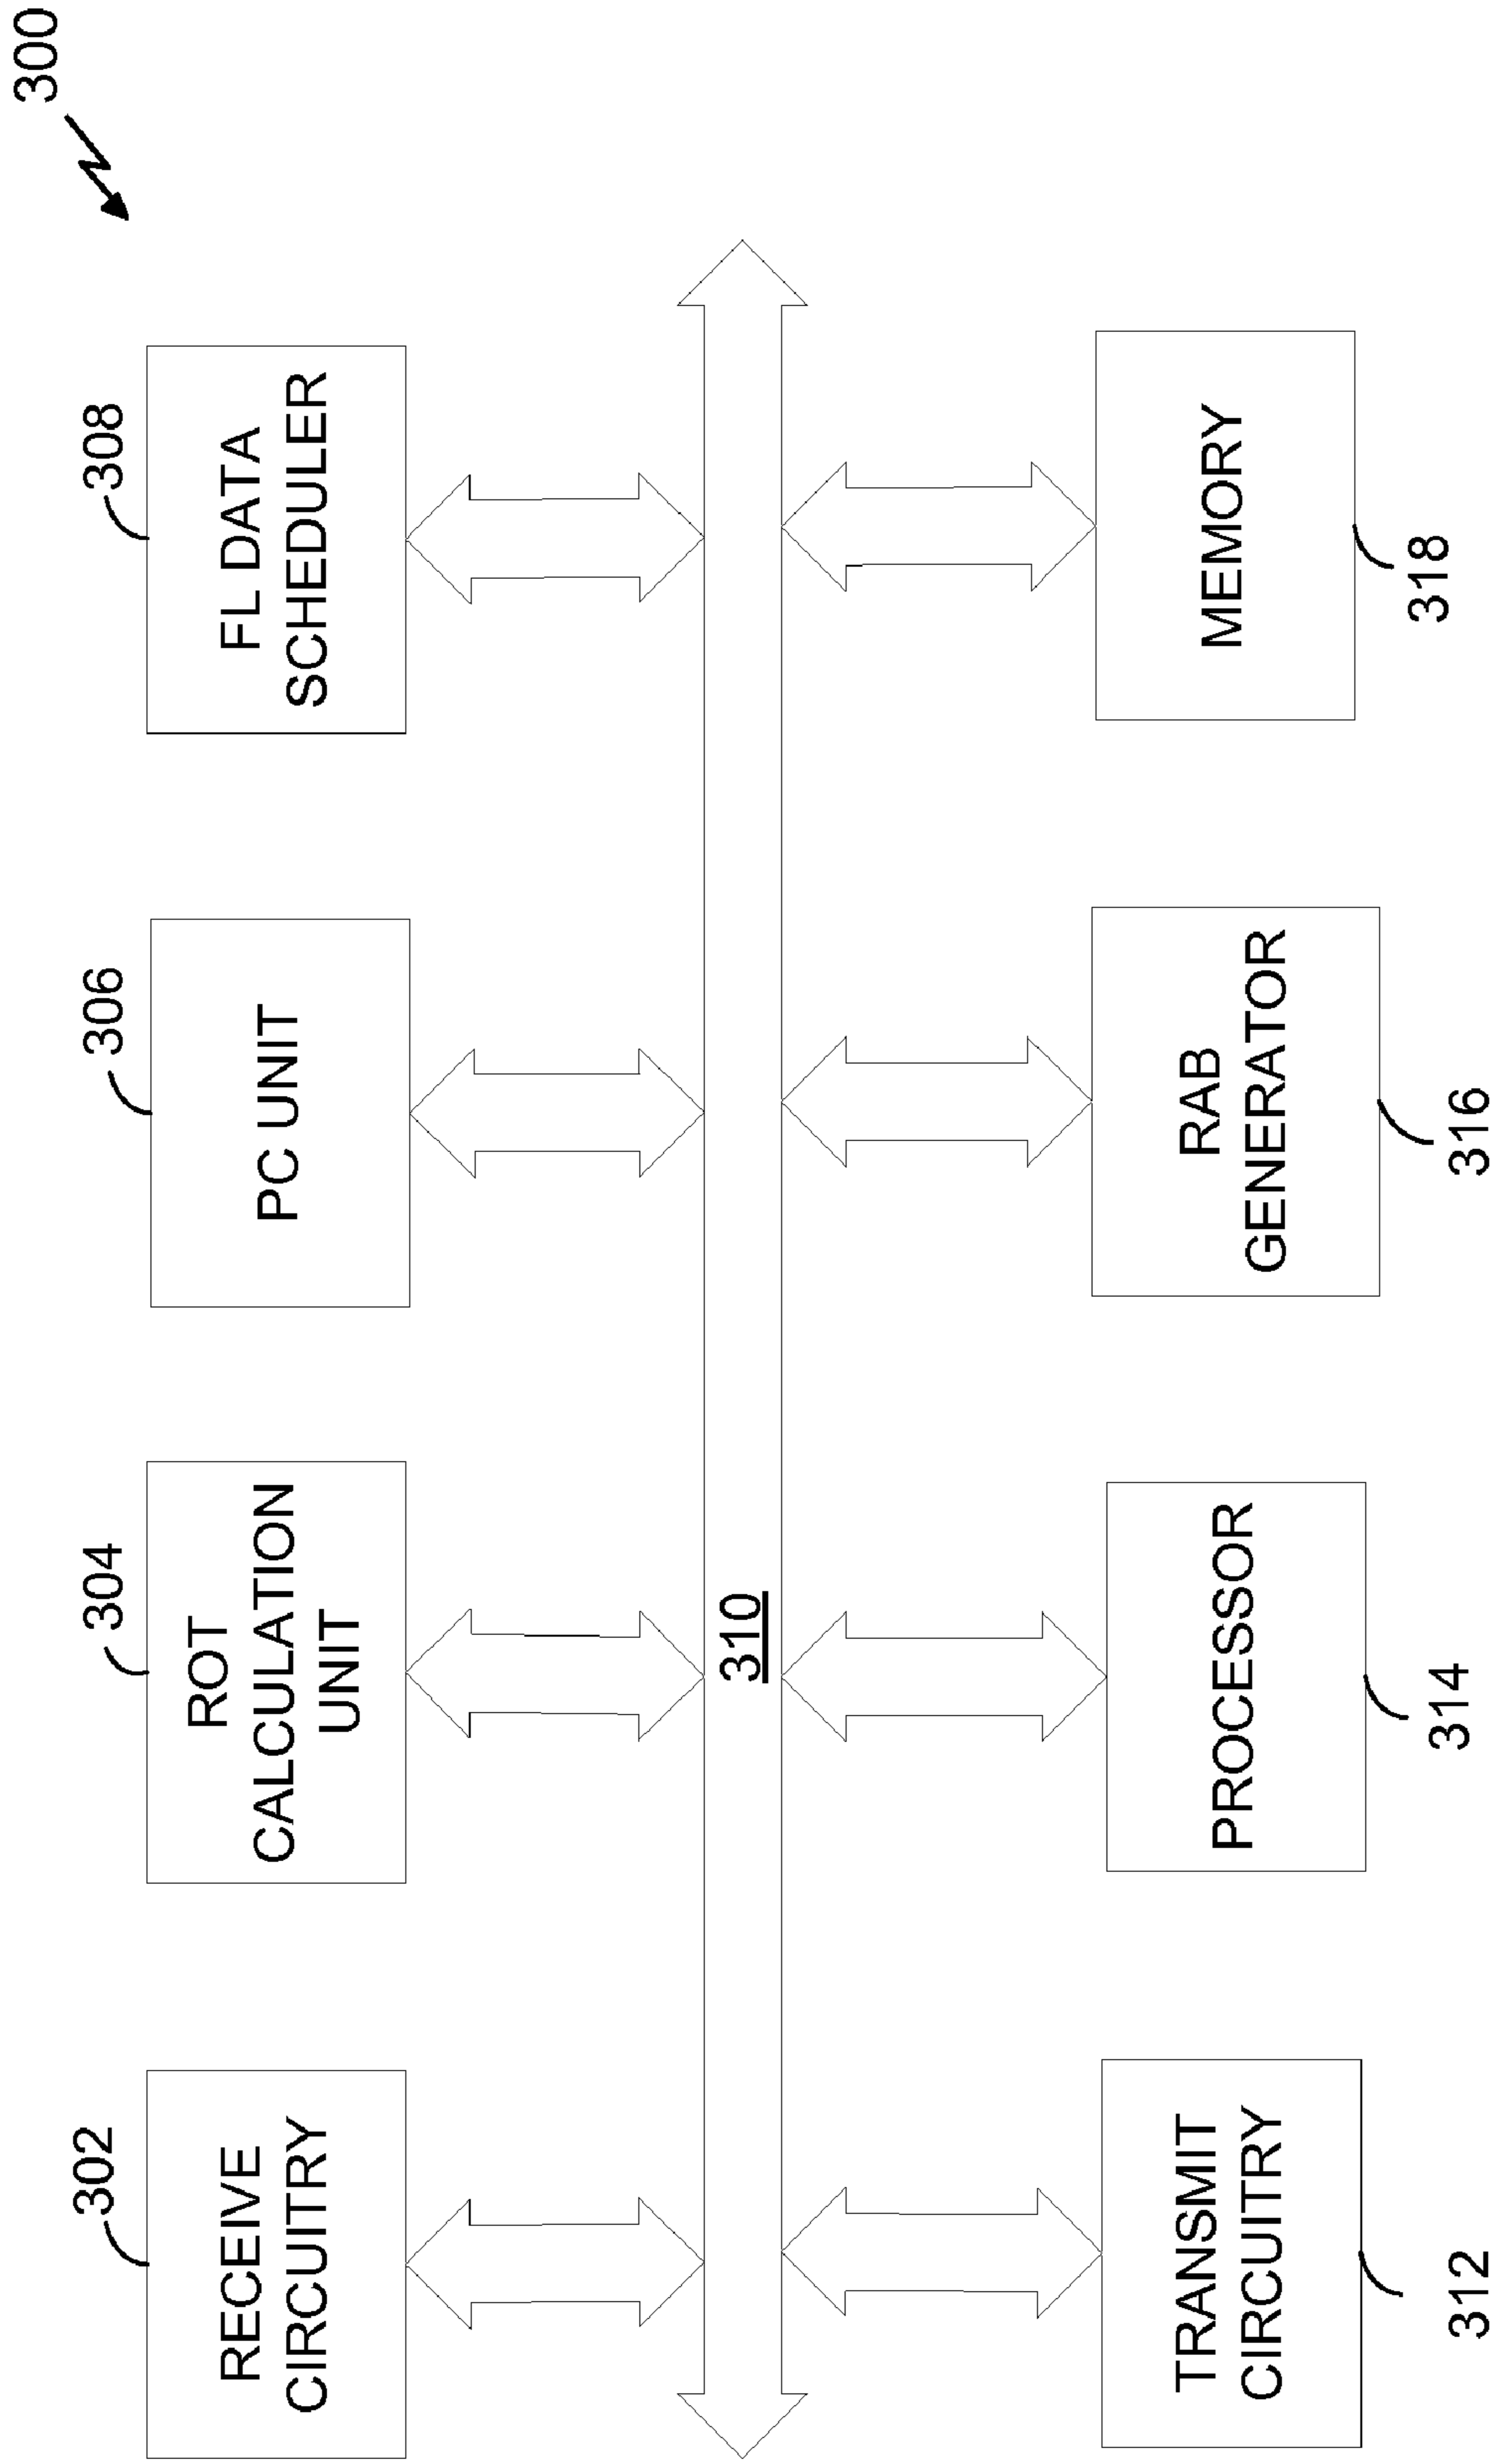 300
302
RECEIVE
CIRCUITRY
304
ROT
CALCULATION
UNIT
306
PC UNIT
308
FL DATA
SCHEDULER
310
TRANSMIT
CIRCUITRY
312
PROCESSOR
314
RAB
GENERATOR
316
MEMORY
318